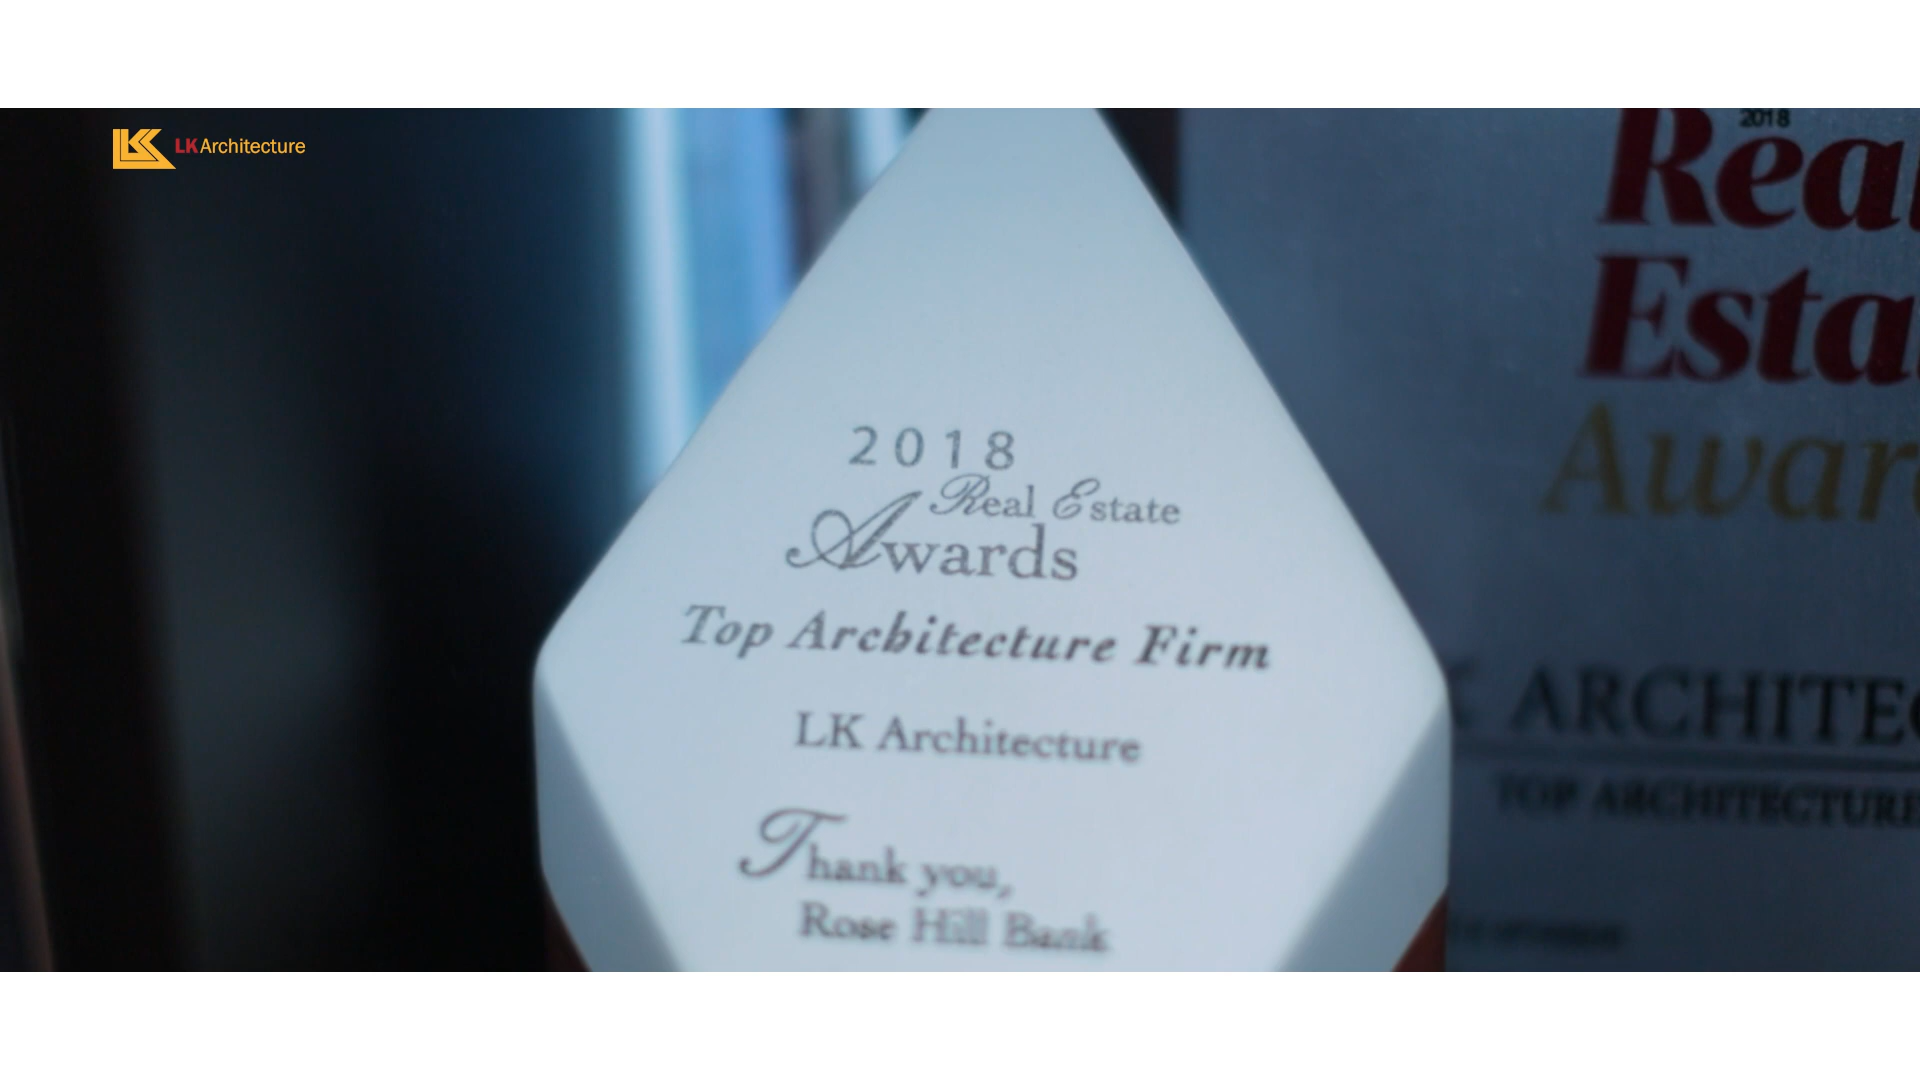 LK Architecture
2018
Real Estate
Awards
Top Architecture Firm
LK Architecture
Thank you,
Rose Hill Bank
2018
Real
Esta
Awar
ARCHITEC
TOP ARCHITECTURE